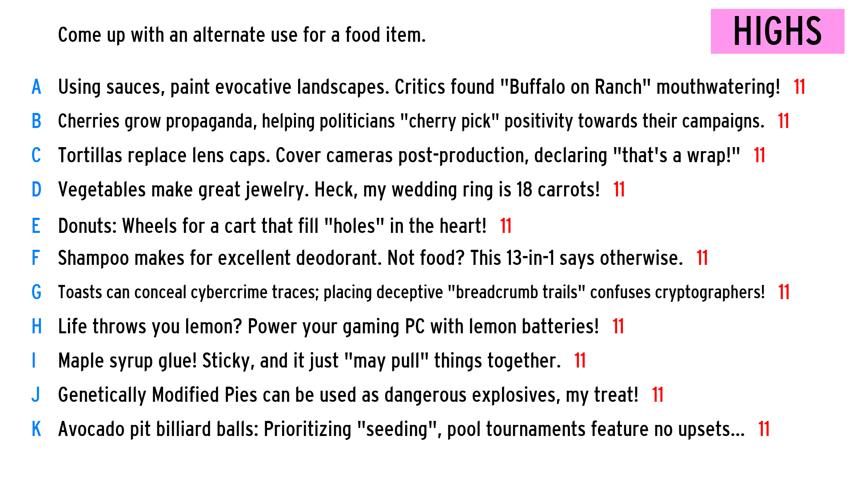 Come up with an alternate use for a food item.
HIGHS
A Using sauces, paint evocative landscapes. Critics found "Buffalo on Ranch" mouthwatering! 11
B Cherries grow propaganda, helping politicians "cherry pick" positivity towards their campaigns. 11
C Tortillas replace lens caps. Cover cameras post-production, declaring "that's a wrap!" 11
D Vegetables make great jewelry. Heck, my wedding ring is 18 carrots! 11
E Donuts: Wheels for a cart that fill "holes" in the heart! 11
F Shampoo makes for excellent deodorant. Not food? This 13-in-1 says otherwise. 11
G Toasts can conceal cybercrime traces; placing deceptive "breadcrumb trails" confuses cryptographers! 11
H Life throws you lemon? Power your gaming PC with lemon batteries! 11
I Maple syrup glue! Sticky, and it just "may pull" things together. 11
J Genetically Modified Pies can be used as dangerous explosives, my treat! 11
K Avocado pit billiard balls: Prioritizing "seeding", pool tournaments feature no upsets... 11